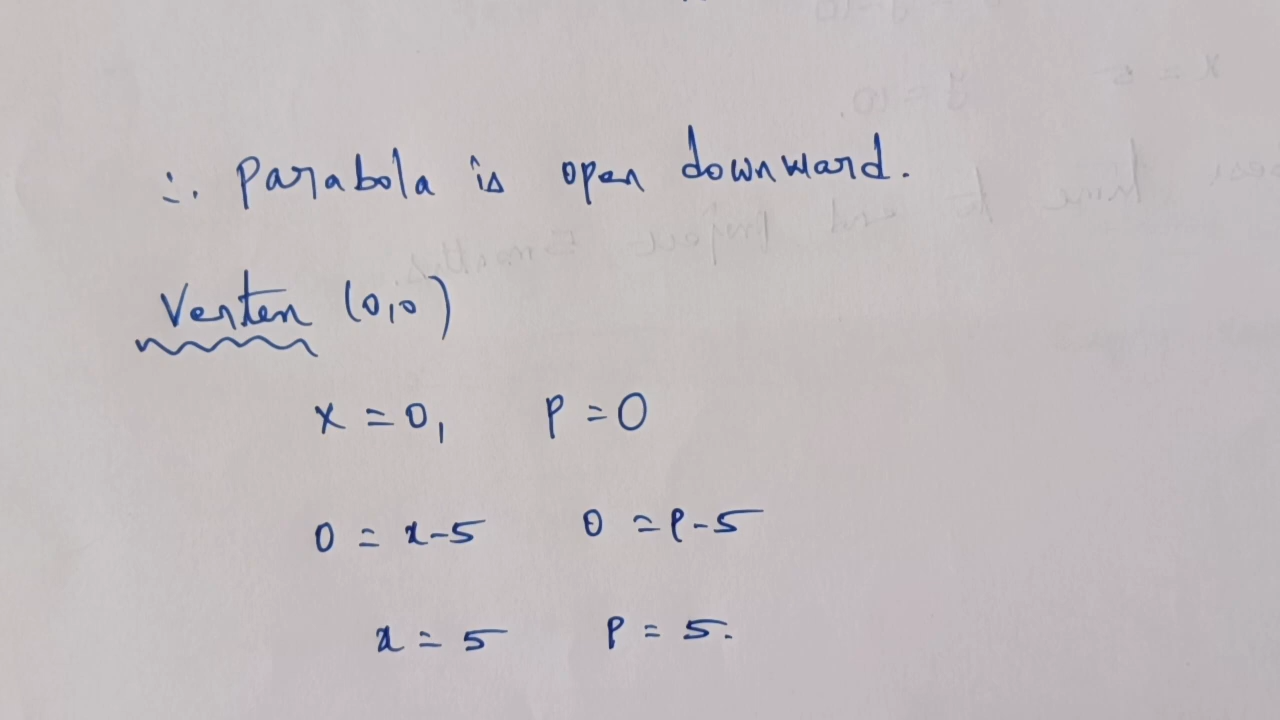 ∴ parabola is open downward.
Vertex (0,0)
X = 0, P = 0
0 = x-5 0 = p-5
x = 5 p = 5.